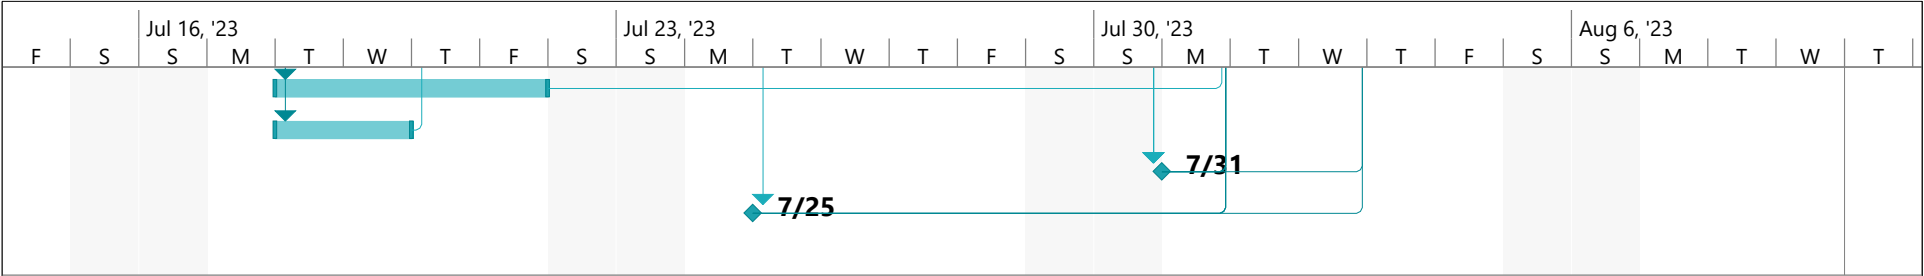 Jul 16, '23 Jul 23, '23 Jul 30, '23 Aug 6, '23
F S S M T W T F S S M T W T F S S M T W T F S S M T W T
7/31
7/25